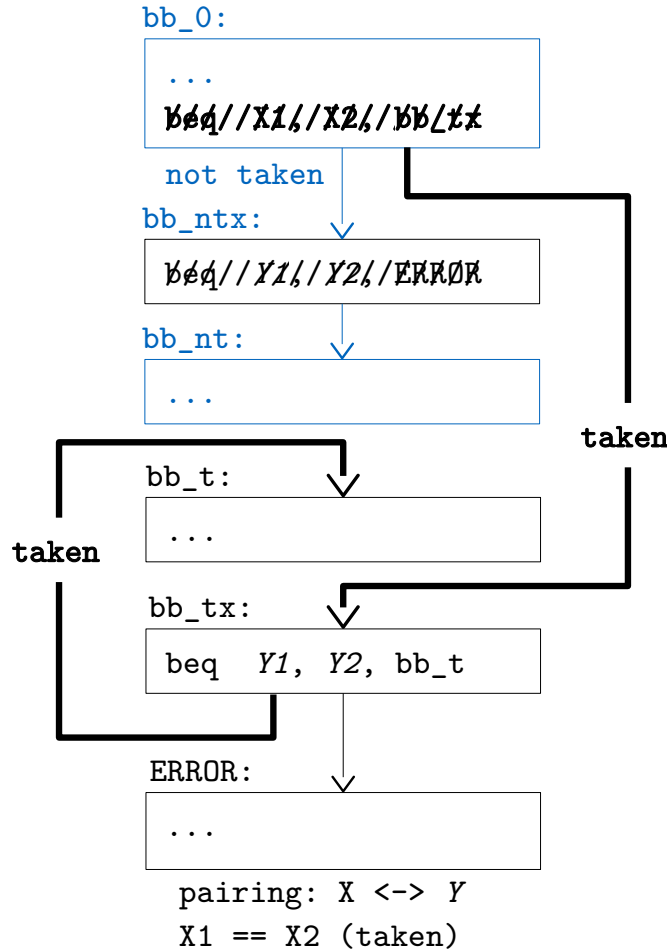 bb_0:
...
beq//X1,/X2,//bb_tx
not taken
bb_ntx:
beq//Y1,//Y2,//ERROR
bb_nt:
...
taken
bb_t:
...
taken
bb_tx:
beq Y1, Y2, bb_t
ERROR:
...
pairing: X <-> Y
X1 == X2 (taken)